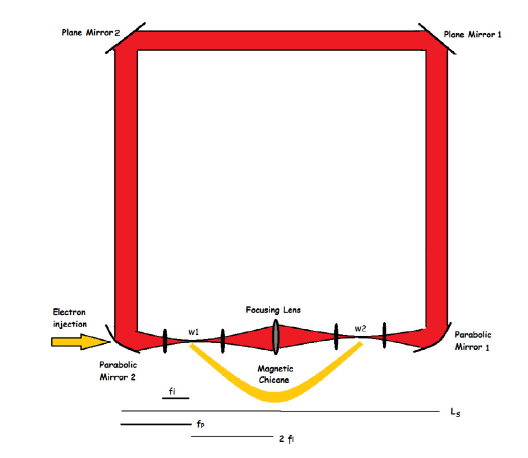 Plane Mirror 2
Plane Mirror 1
Electron
injection
w1
Focusing Lens
w2
Parabolic
Mirror 1
Parabolic
Mirror 2
Magnetic
Chicane
fi
Ls
fp
2 fl